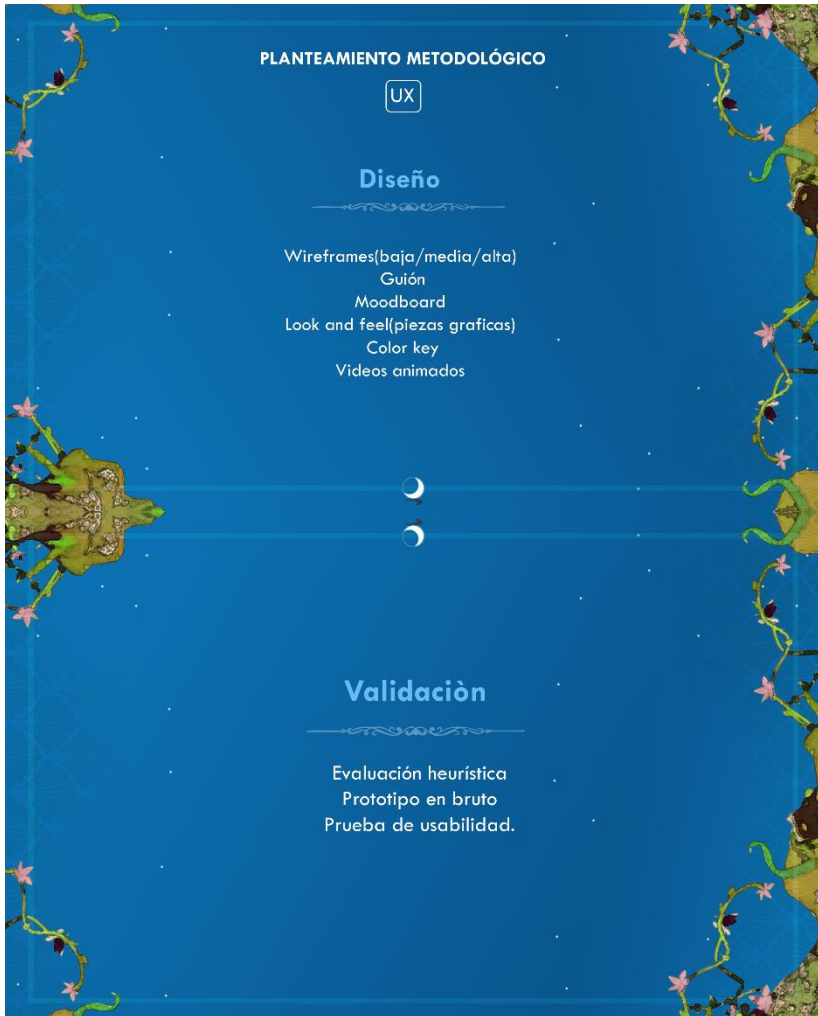 PLANTEAMIENTO METODOLÓGICO
UX
Diseño
Wireframes(baja/media/alta)
Guión
Moodboard
Look and feel(piezas graficas)
Color key
Videos animados
Validaciòn
Evaluación heurística
Prototipo en bruto
Prueba de usabilidad.